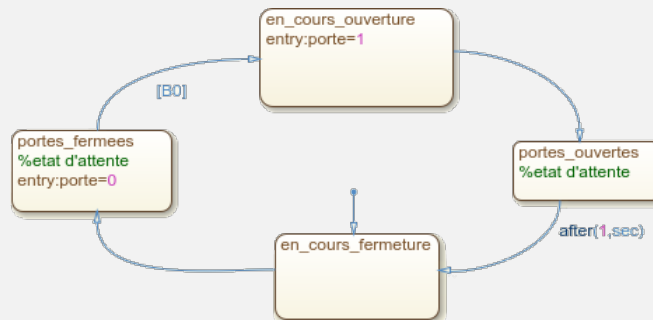 en_cours_ouverture
entry:porte=1
[B0]
portes_fermees
%etat d'attente
entry:porte=0
portes_ouvertes
%etat d'attente
after(1,sec)
en_cours_fermeture